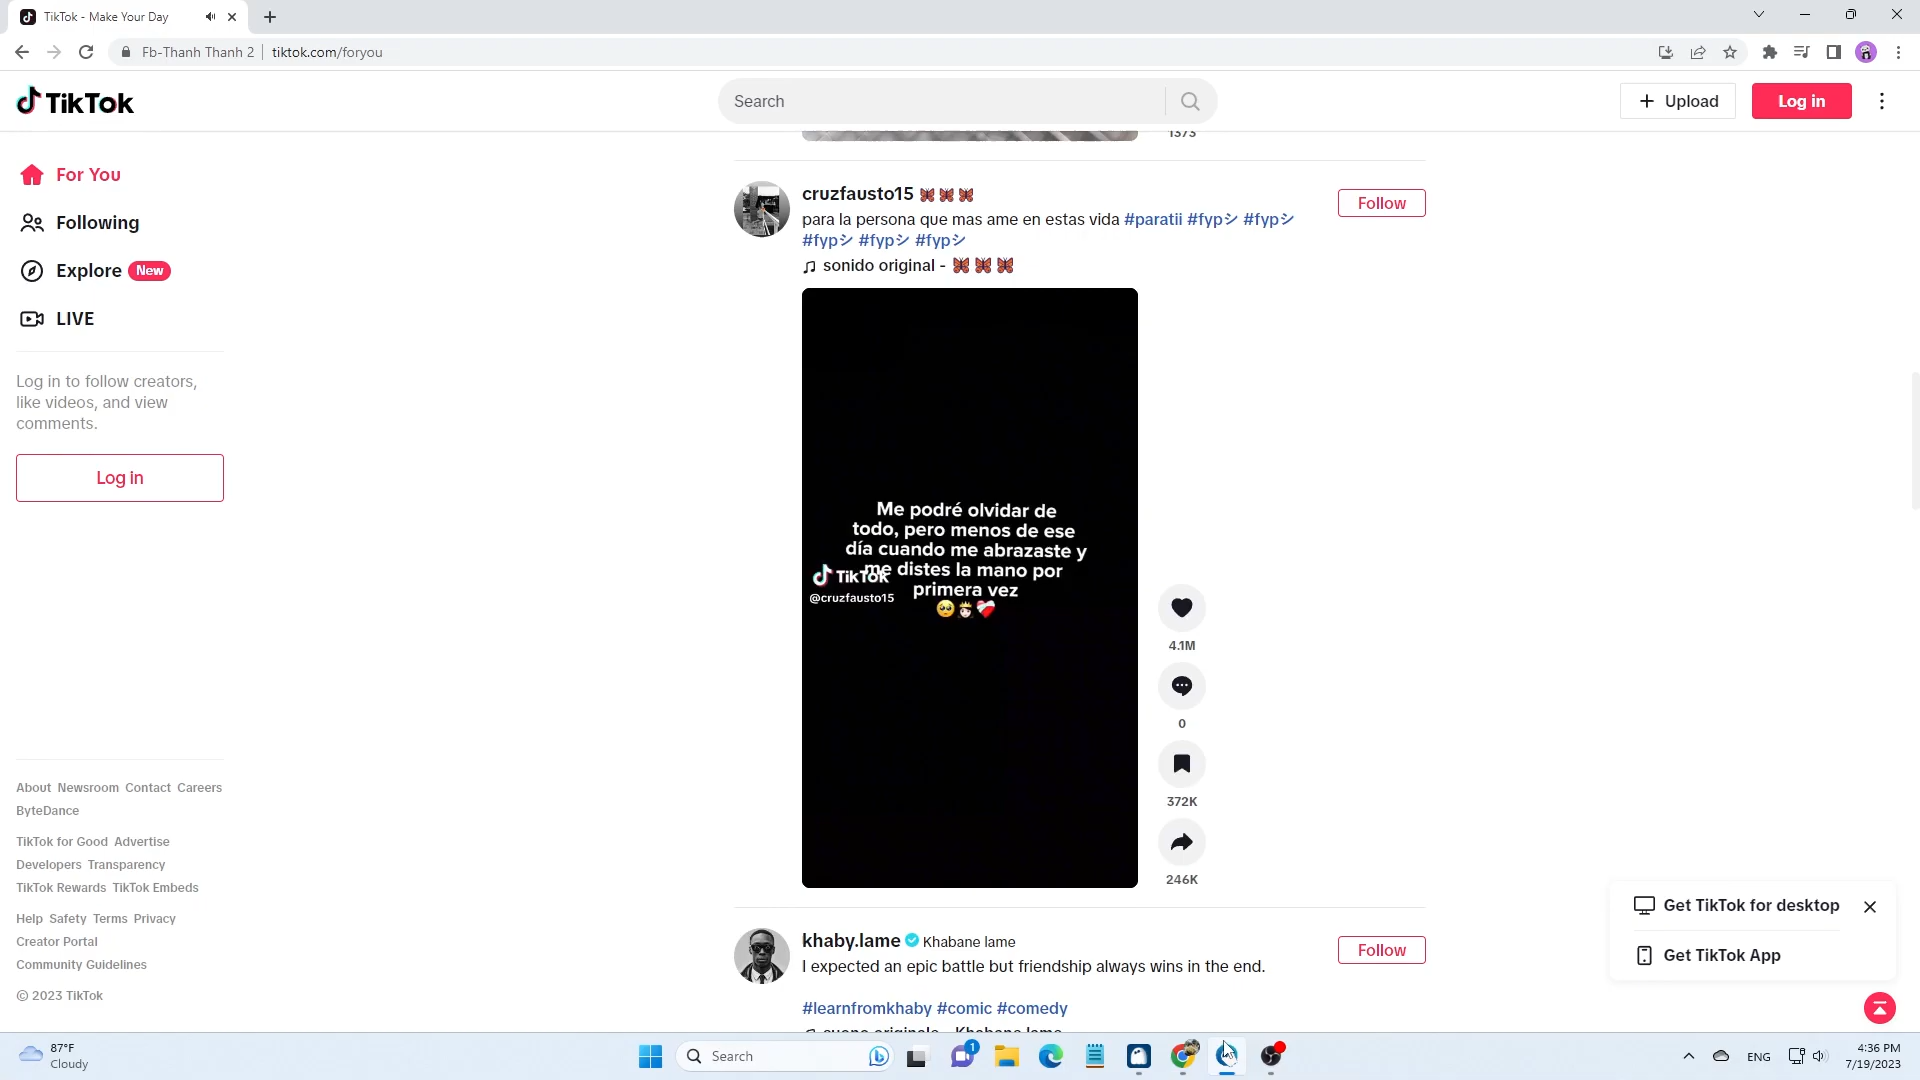 TikTok - Make Your Day
Fb-Thanh Thanh 2 | tiktok.com/foryou
TikTok
Search
Upload
Log in
For You
Following
Explore New
LIVE
Log in to follow creators,
like videos, and view
comments.
Log in
About Newsroom Contact Careers
ByteDance
TikTok for Good Advertise
Developers Transparency
TikTok Rewards TikTok Embeds
Help Safety Terms Privacy
Creator Portal
Community Guidelines
© 2023 TikTok
1373
cruzfausto15 🦋🦋🦋
para la persona que mas ame en estas vida #paratii #fypシ #fypシ
#fypシ #fypシ #fypシ
♫ sonido original - 🦋🦋🦋
Follow
Me podré olvidar de
todo, pero menos de ese
día cuando me abrazaste y
me distes la mano por
primera vez
🥺👸🏻❤️‍🩹
TikTok
@cruzfausto15
4.1M
0
372K
246K
khaby.lame Khabane lame
I expected an epic battle but friendship always wins in the end.
#learnfromkhaby #comic #comedy
♫ suono originale - Khabane lame
Follow
Get TikTok for desktop
Get TikTok App
87°F
Cloudy
Search
1
ENG
4:36 PM
7/19/2023